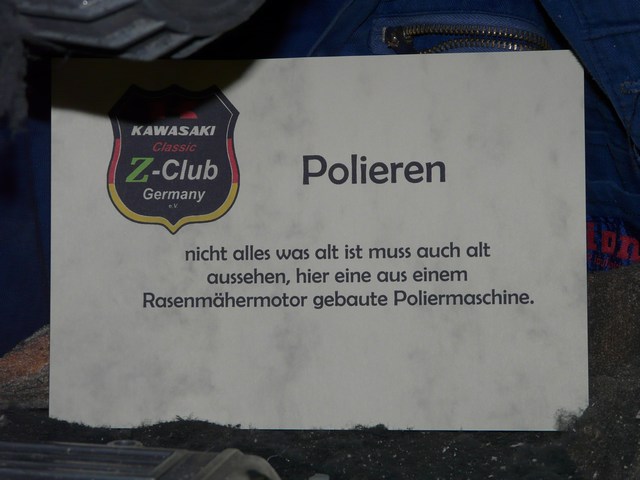 KAWASAKI
Classic
Z-Club
Germany
e.V
Polieren
nicht alles was alt ist muss auch alt
aussehen, hier eine aus einem
Rasenmähermotor gebaute Poliermaschine.